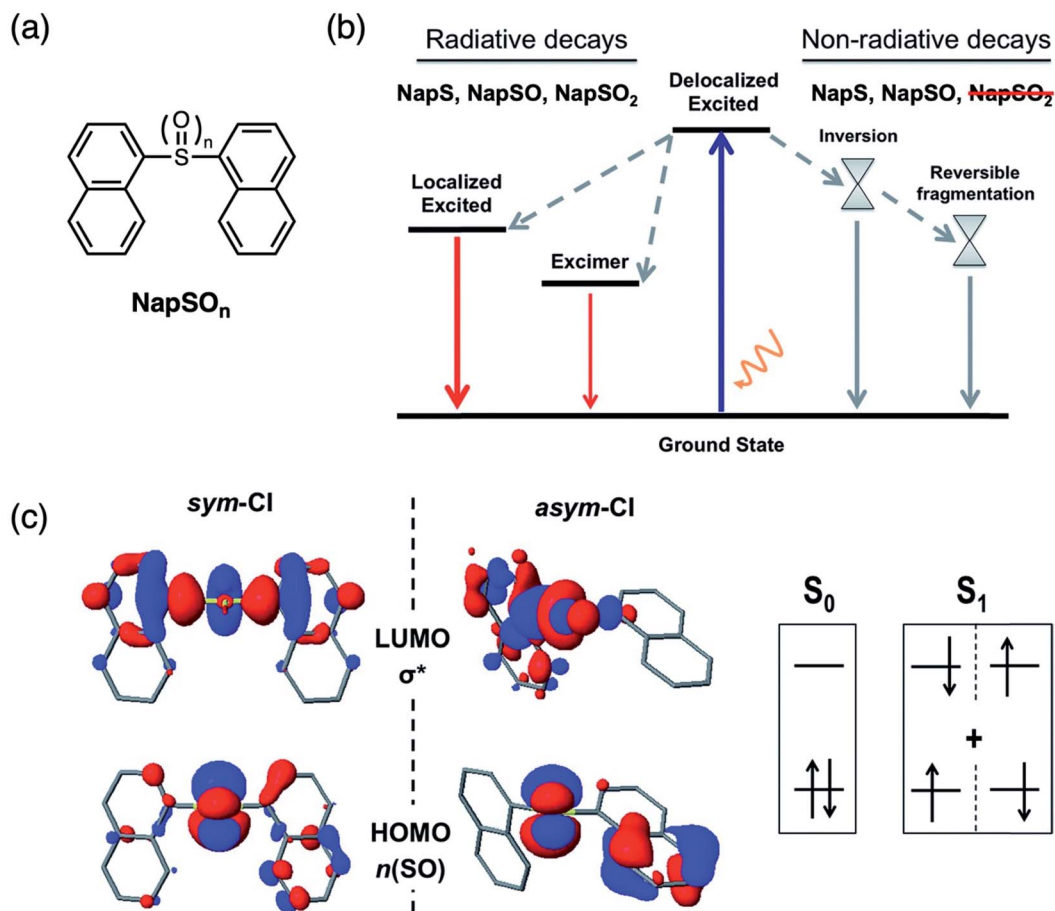 (a)
(O)n
S
NapSOn
(b)
Radiative decays
NapS, NapSO, NapSO2
Delocalized
Excited
Non-radiative decays
NapS, NapSO, NapSO2
Inversion
Reversible
fragmentation
Localized
Excited
Excimer
Ground State
(c)
sym-CI
asym-CI
LUMO
σ*
HOMO
n(SO)
S0
S1
+